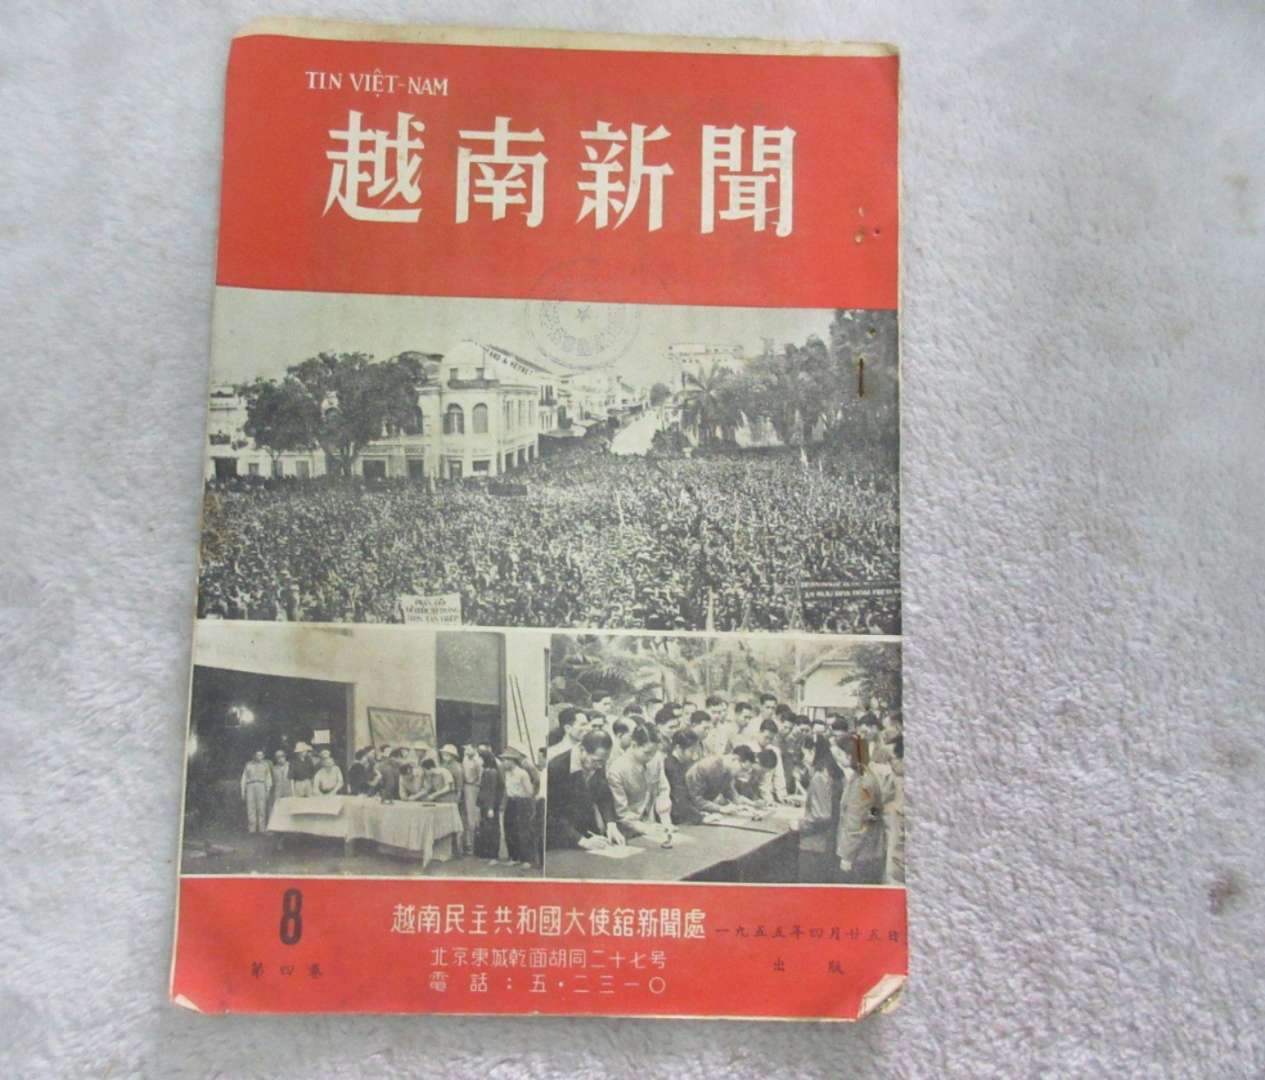 TIN VIỆT-NAM
越南新聞
8
第四卷
越南民主共和國大使舘新聞處
北京東城乾面胡同二十七号
電話：五·二三一〇
一九五五年四月廿五日
出版